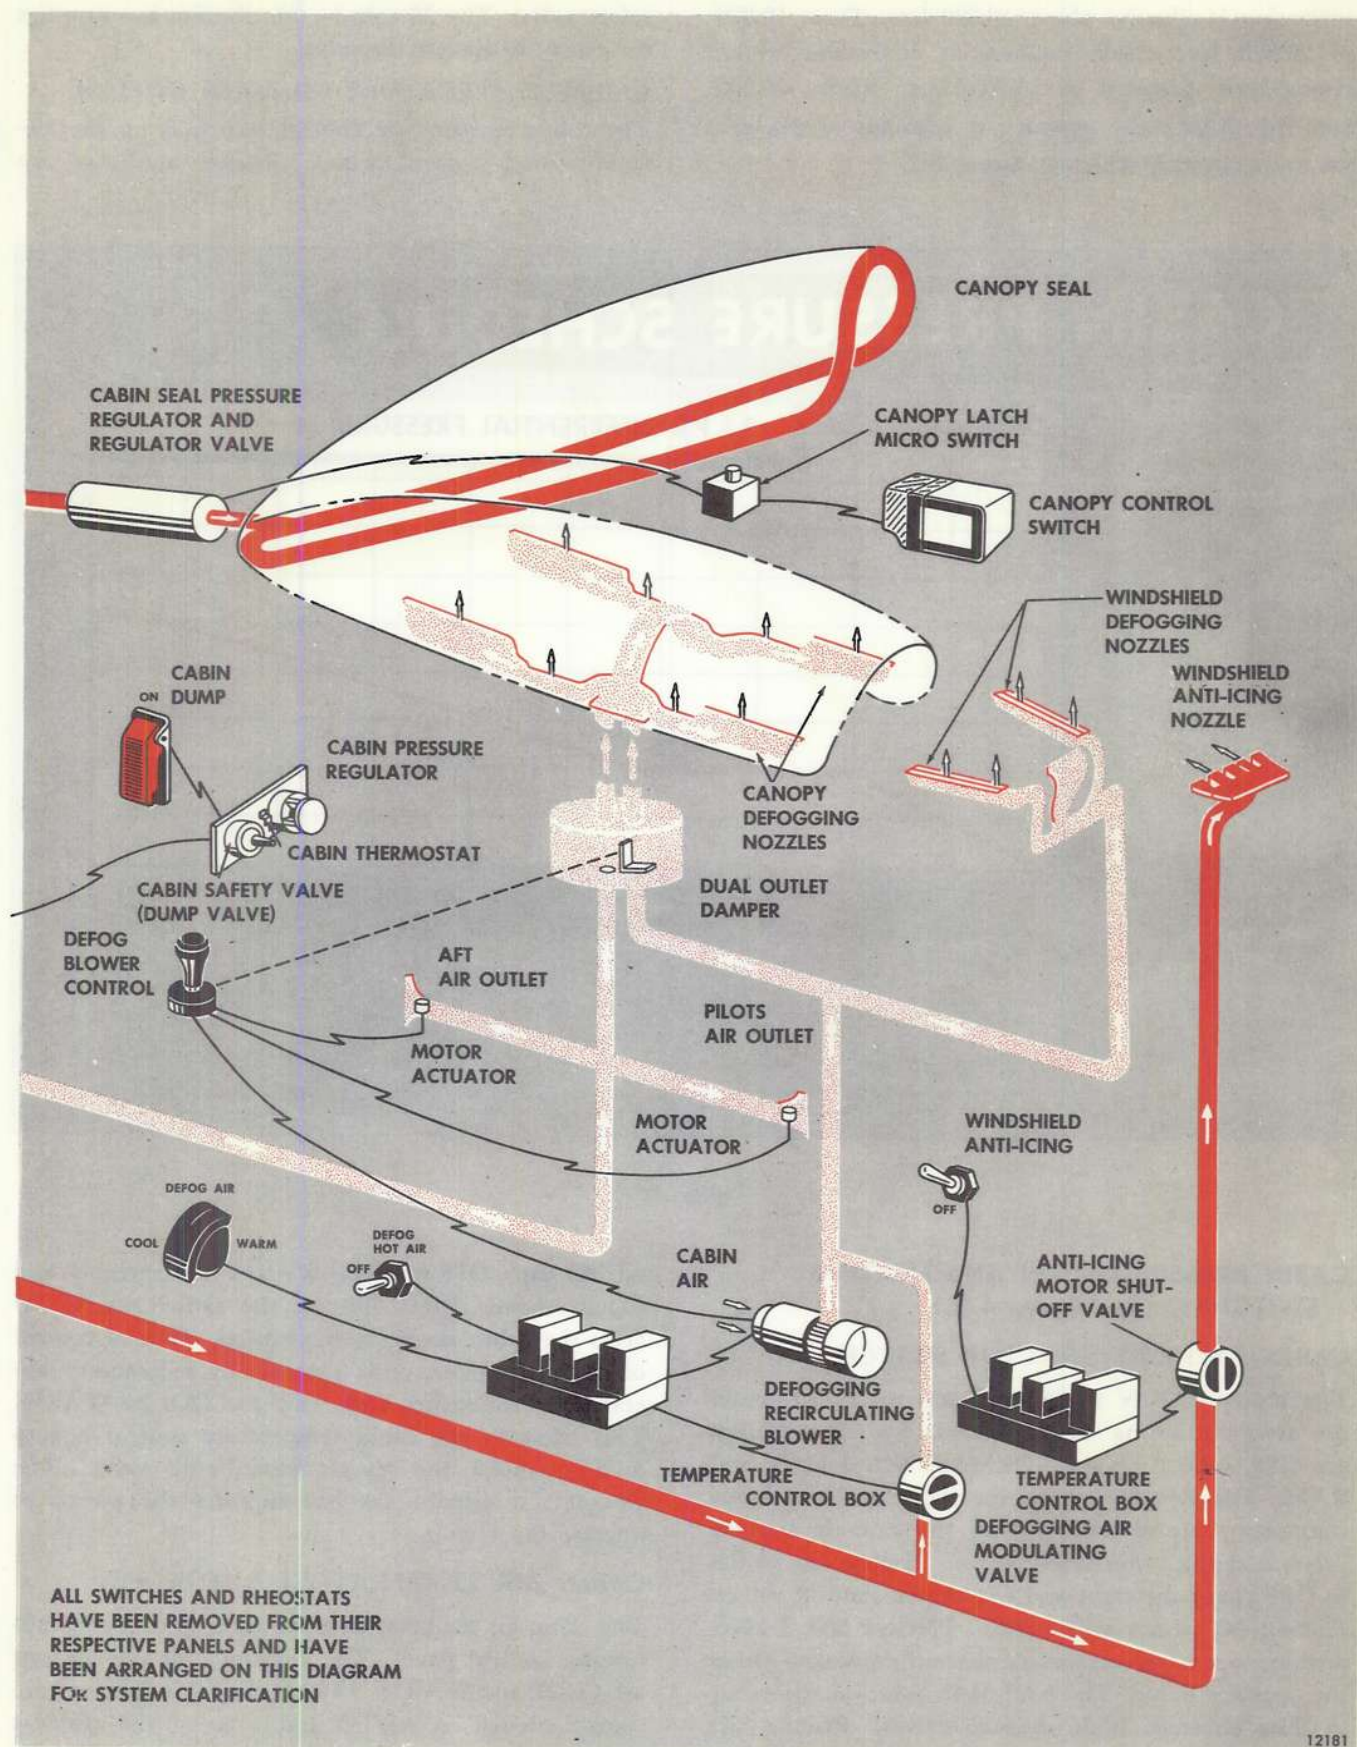 CANOPY SEAL
CABIN SEAL PRESSURE
REGULATOR AND
REGULATOR VALVE
CANOPY LATCH
MICRO SWITCH
CANOPY CONTROL
SWITCH
WINDSHIELD
DEFOGGING
NOZZLES
WINDSHIELD
ANTI-ICING
NOZZLE
CABIN
DUMP
ON
CABIN PRESSURE
REGULATOR
CANOPY
DEFOGGING
NOZZLES
CABIN THERMOSTAT
CABIN SAFETY VALVE
(DUMP VALVE)
DUAL OUTLET
DAMPER
DEFOG
BLOWER
CONTROL
AFT
AIR OUTLET
PILOTS
AIR OUTLET
MOTOR
ACTUATOR
MOTOR
ACTUATOR
WINDSHIELD
ANTI-ICING
OFF
DEFOG AIR
COOL
WARM
DEFOG
HOT AIR
OFF
CABIN
AIR
ANTI-ICING
MOTOR SHUT-
OFF VALVE
DEFOGGING
RECIRCULATING
BLOWER
TEMPERATURE
CONTROL BOX
TEMPERATURE
CONTROL BOX
DEFOGGING AIR
MODULATING
VALVE
ALL SWITCHES AND RHEOSTATS
HAVE BEEN REMOVED FROM THEIR
RESPECTIVE PANELS AND HAVE
BEEN ARRANGED ON THIS DIAGRAM
FOR SYSTEM CLARIFICATION
12181